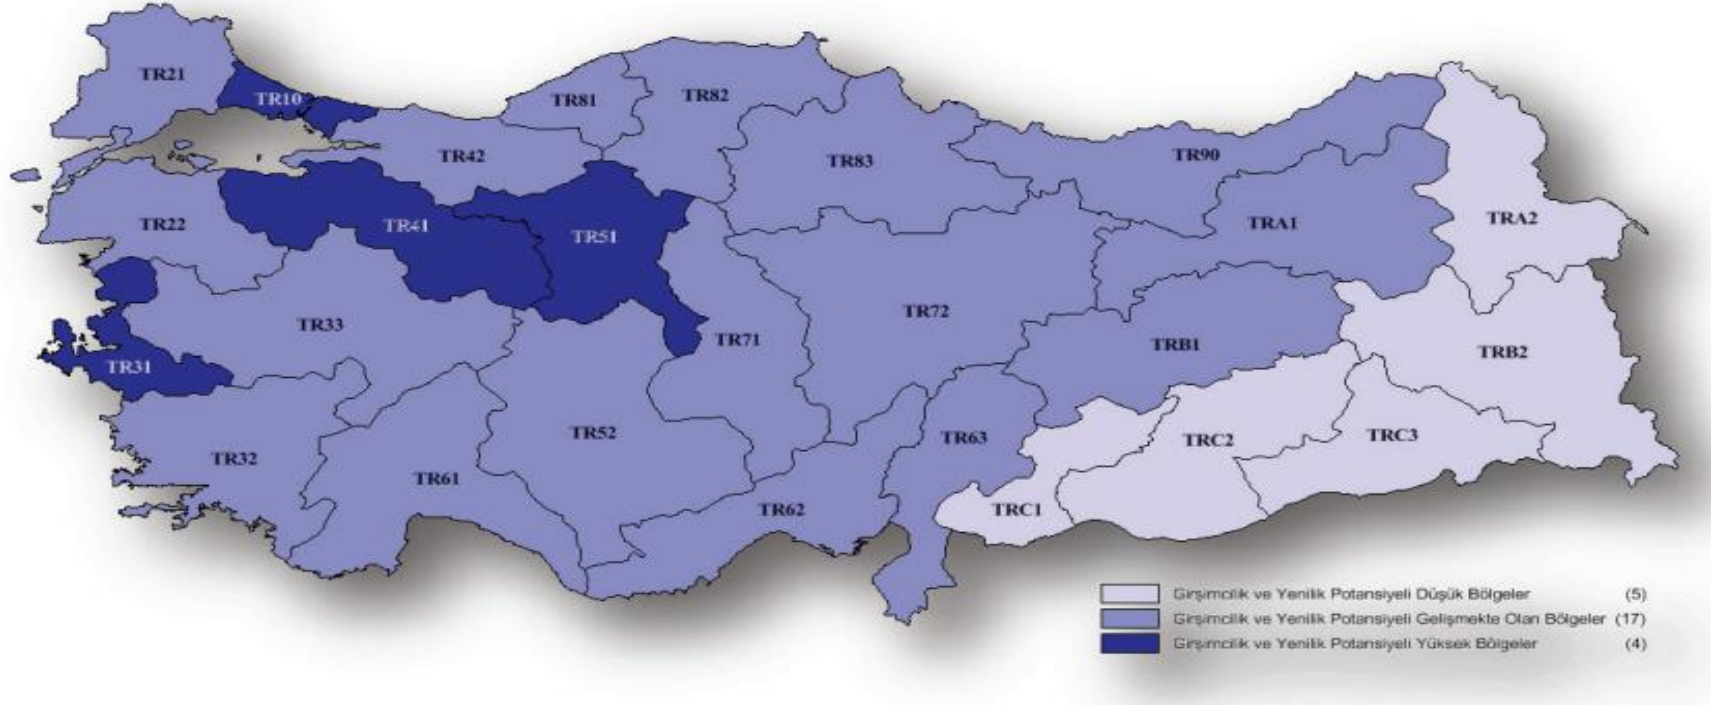 TR21
TR10
TR81
TR82
TR42
TR83
TR90
TR22
TR41
TR51
TRA1
TRA2
TR33
TR72
TR71
TRB1
TRB2
TR31
TR52
TR63
TRC2
TRC3
TR32
TR61
TR62
TRC1
Girşimcilik ve Yenilik Potansiyeli Düşük Bölgeler (5)
Girşimcilik ve Yenilik Potansiyeli Gelişmekte Olan Bölgeler (17)
Girşimcilik ve Yenilik Potansiyeli Yüksek Bölgeler (4)